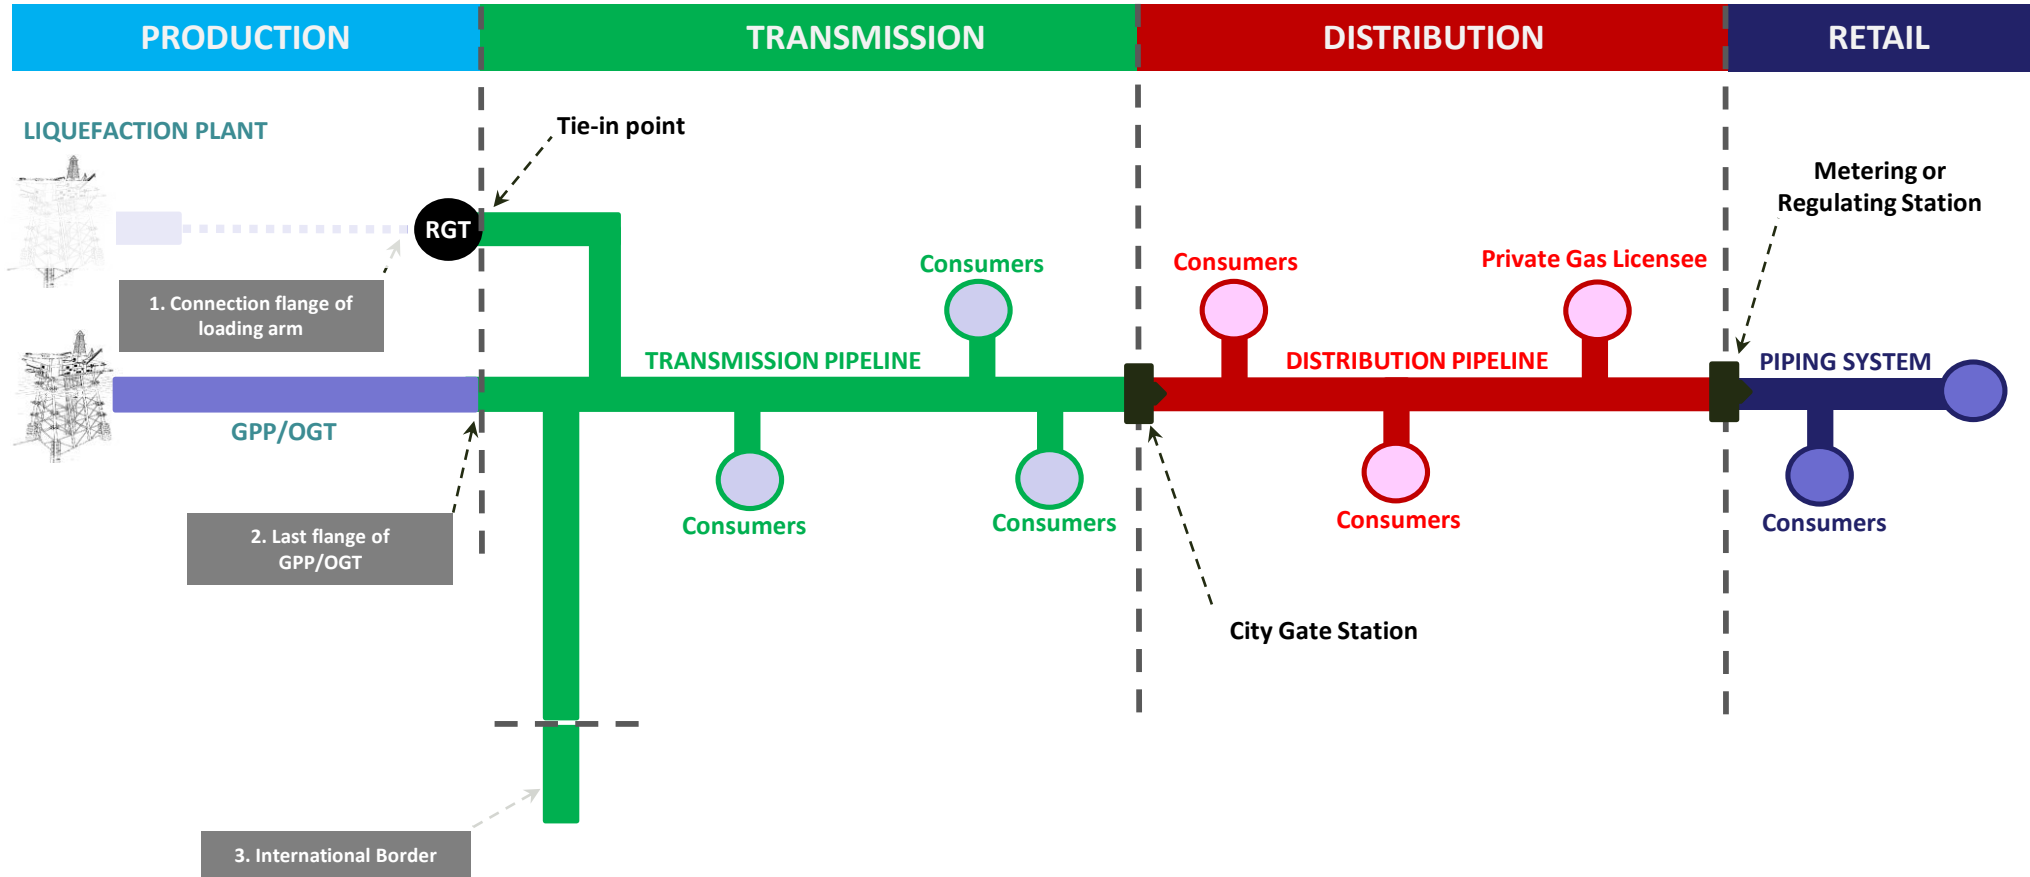 PRODUCTION
TRANSMISSION
DISTRIBUTION
RETAIL
LIQUEFACTION PLANT
Tie-in point
Metering or
Regulating Station
RGT
Consumers
Consumers
Private Gas Licensee
1. Connection flange of
loading arm
TRANSMISSION PIPELINE
DISTRIBUTION PIPELINE
PIPING SYSTEM
GPP/OGT
Consumers
Consumers
Consumers
Consumers
2. Last flange of
GPP/OGT
City Gate Station
3. International Border